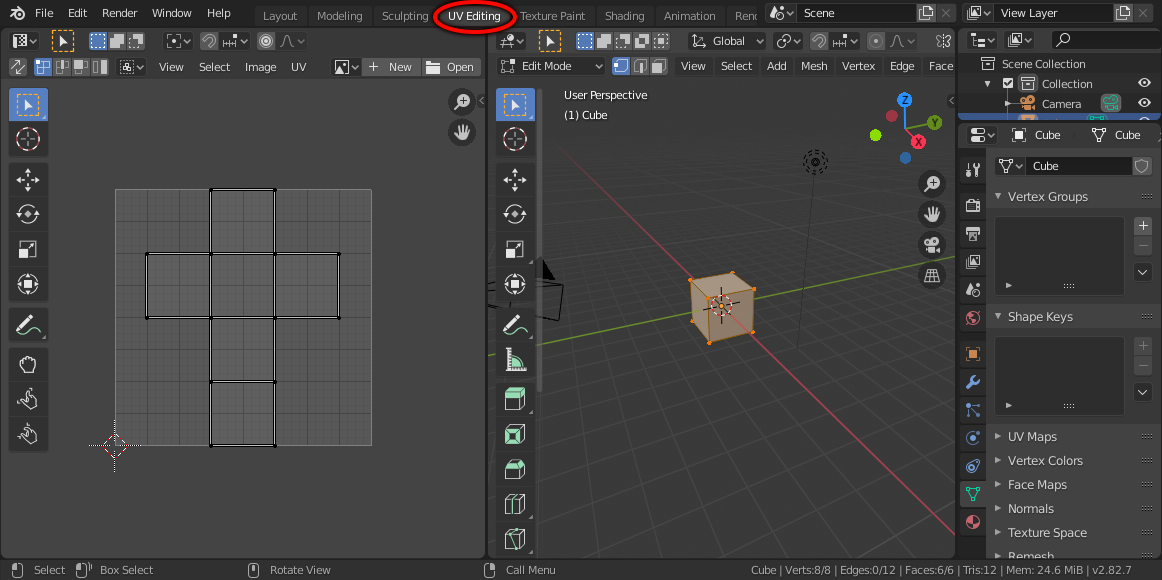 File Edit Render Window Help Layout Modeling Sculpting UV Editing Texture Paint Shading Animation Scene View Layer
Global
View Select Image UV New Open Edit Mode View Select Add Mesh Vertex Edge Face
Scene Collection
Collection
Camera
User Perspective
(1) Cube
Z
Y
X
Cube Cube
Cube
Vertex Groups
Shape Keys
UV Maps
Vertex Colors
Face Maps
Normals
Texture Space
Remesh
Select Box Select Rotate View Call Menu Cube | Verts:8/8 | Edges:0/12 | Faces:6/6 | Tris:12 | Mem: 24.6 MiB | v2.82.7